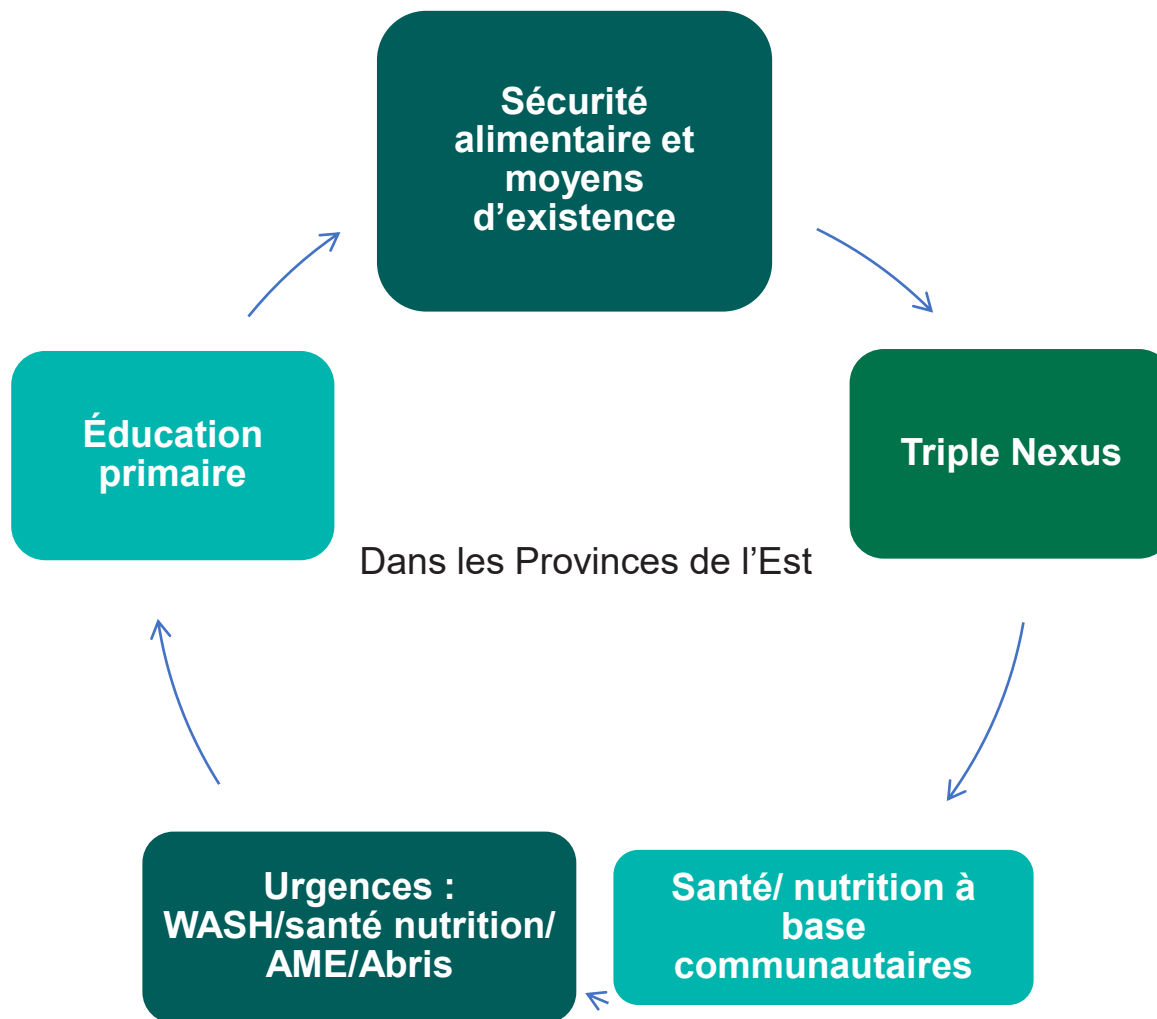 Sécurité
alimentaire et
moyens
d’existence
Triple Nexus
Éducation
primaire
Dans les Provinces de l’Est
Urgences :
WASH/santé nutrition/
AME/Abris
Santé/ nutrition à
base
communautaires